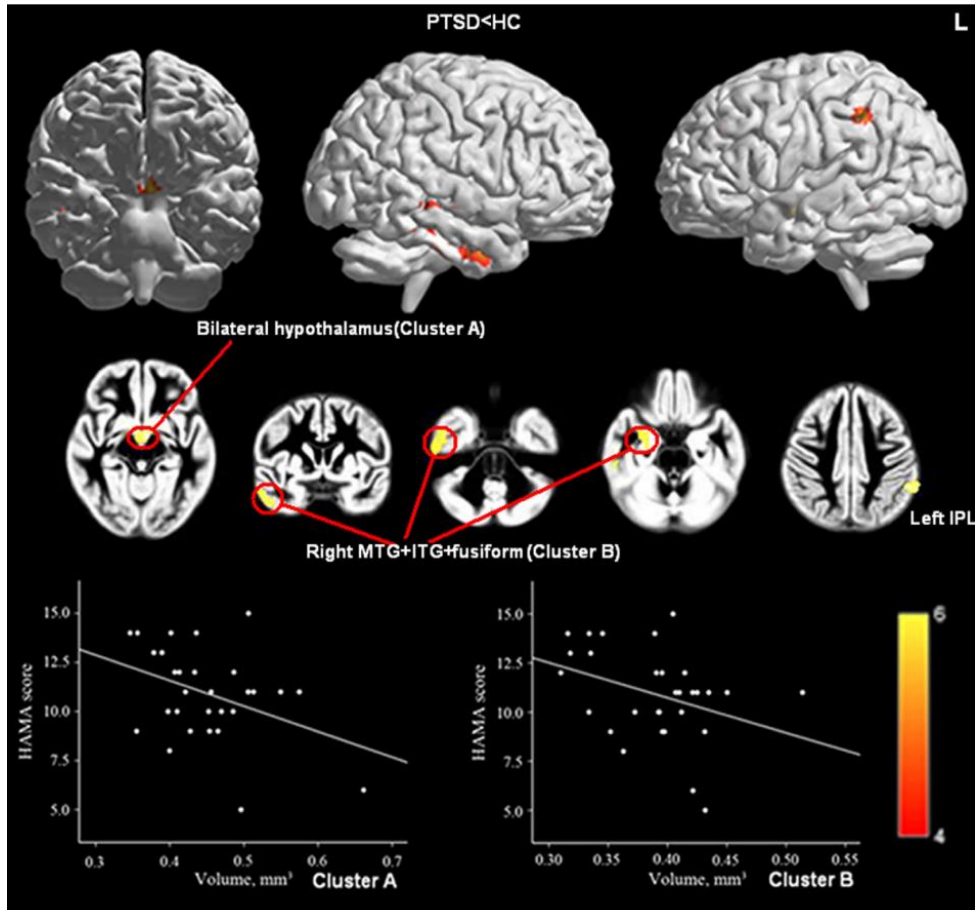 PTSD<HC
L
Bilateral hypothalamus(Cluster A)
Left IPL
Right MTG+ITG+fusiform(Cluster B)
15.0
12.5
10.0
7.5
5.0
HAMA score
0.3
0.4
0.5
0.6
0.7
Volume, mm³
Cluster A
15.0
12.5
10.0
7.5
5.0
HAMA score
0.30
0.35
0.40
0.45
0.50
0.55
Volume, mm³
Cluster B
6
4